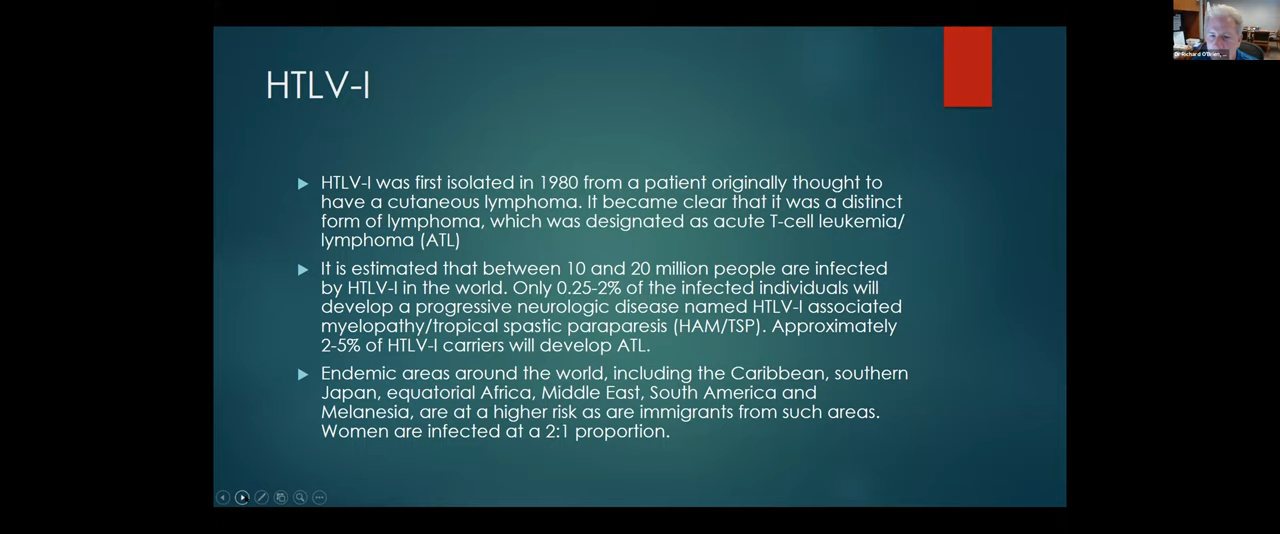 HTLV-I
HTLV-I was first isolated in 1980 from a patient originally thought to
have a cutaneous lymphoma. It became clear that it was a distinct
form of lymphoma, which was designated as acute T-cell leukemia/
lymphoma (ATL)
It is estimated that between 10 and 20 million people are infected
by HTLV-I in the world. Only 0.25-2% of the infected individuals will
develop a progressive neurologic disease named HTLV-I associated
myelopathy/tropical spastic paraparesis (HAM/TSP). Approximately
2-5% of HTLV-I carriers will develop ATL.
Endemic areas around the world, including the Caribbean, southern
Japan, equatorial Africa, Middle East, South America and
Melanesia, are at a higher risk as are immigrants from such areas.
Women are infected at a 2:1 proportion.
Dr Richard O'Brien, ...